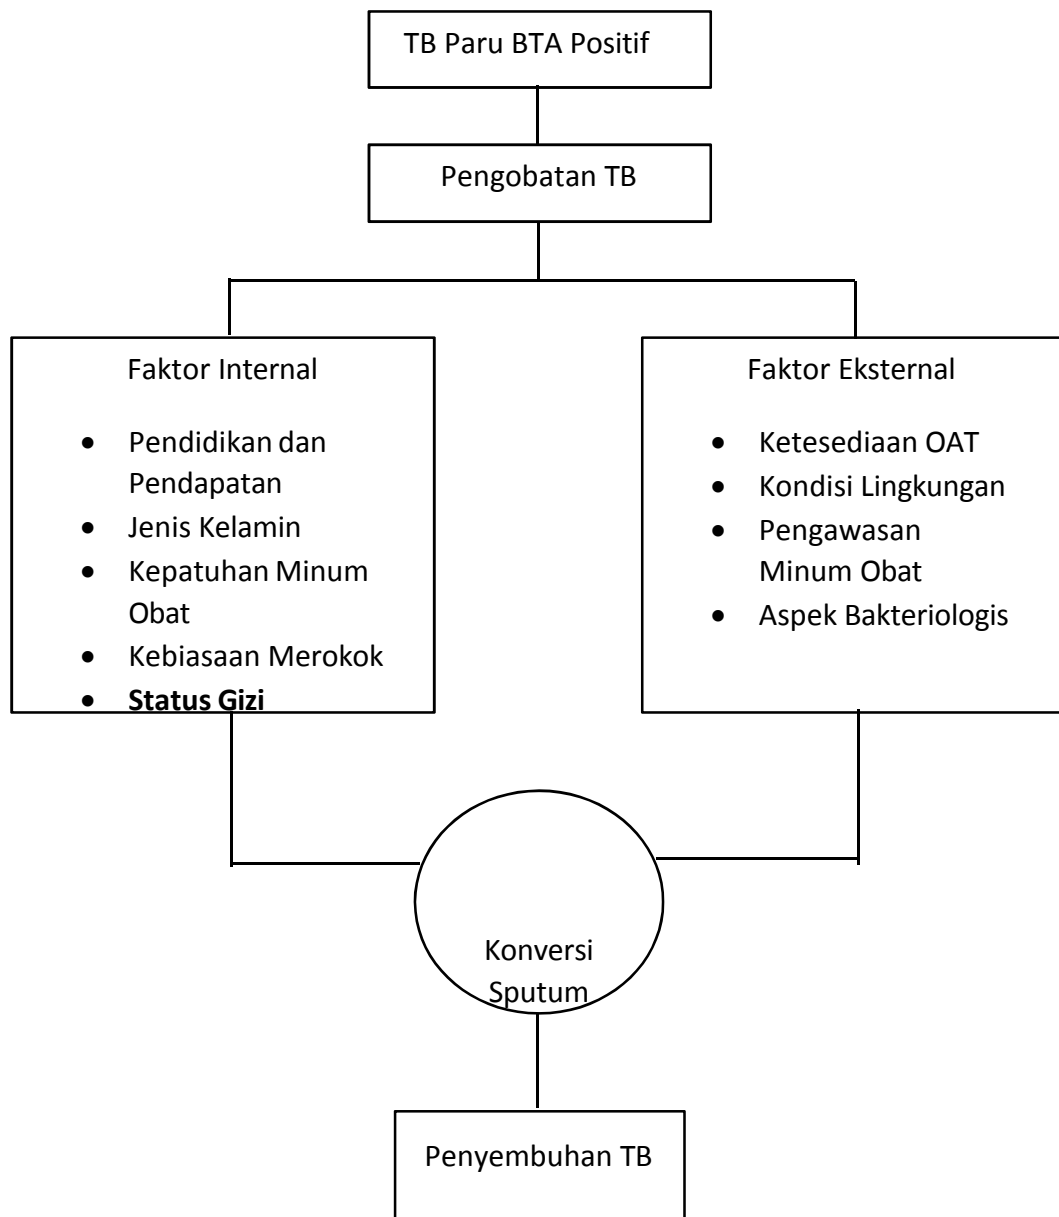 TB Paru BTA Positif
Pengobatan TB
Faktor Internal
• Pendidikan dan
Pendapatan
• Jenis Kelamin
• Kepatuhan Minum
Obat
• Kebiasaan Merokok
• Status Gizi
Faktor Eksternal
• Ketesediaan OAT
• Kondisi Lingkungan
• Pengawasan
Minum Obat
• Aspek Bakteriologis
Konversi
Sputum
Penyembuhan TB